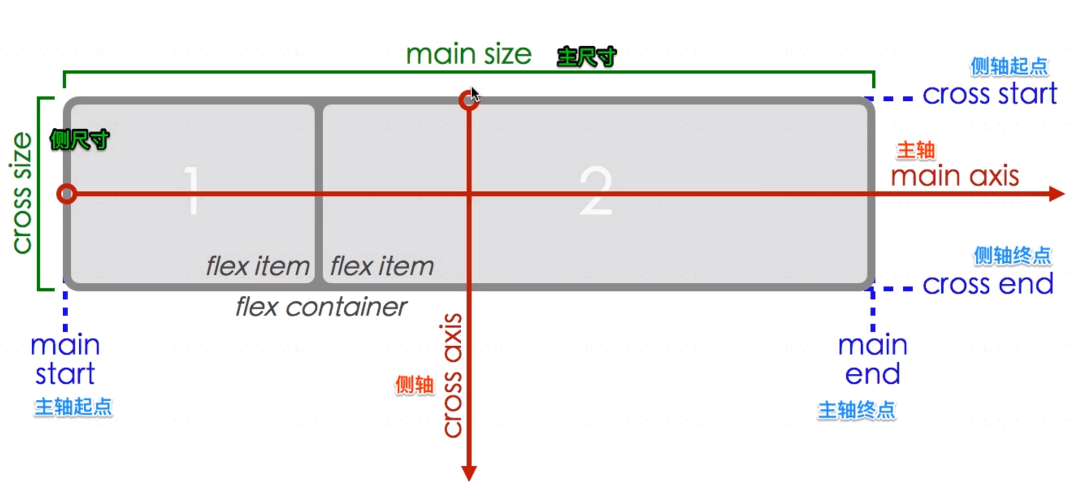 main size 主尺寸
侧轴起点
cross start
侧尺寸
cross size
主轴
main axis
1
2
flex item
flex item
侧轴终点
cross end
flex container
main
start
主轴起点
侧轴
cross axis
main
end
主轴终点